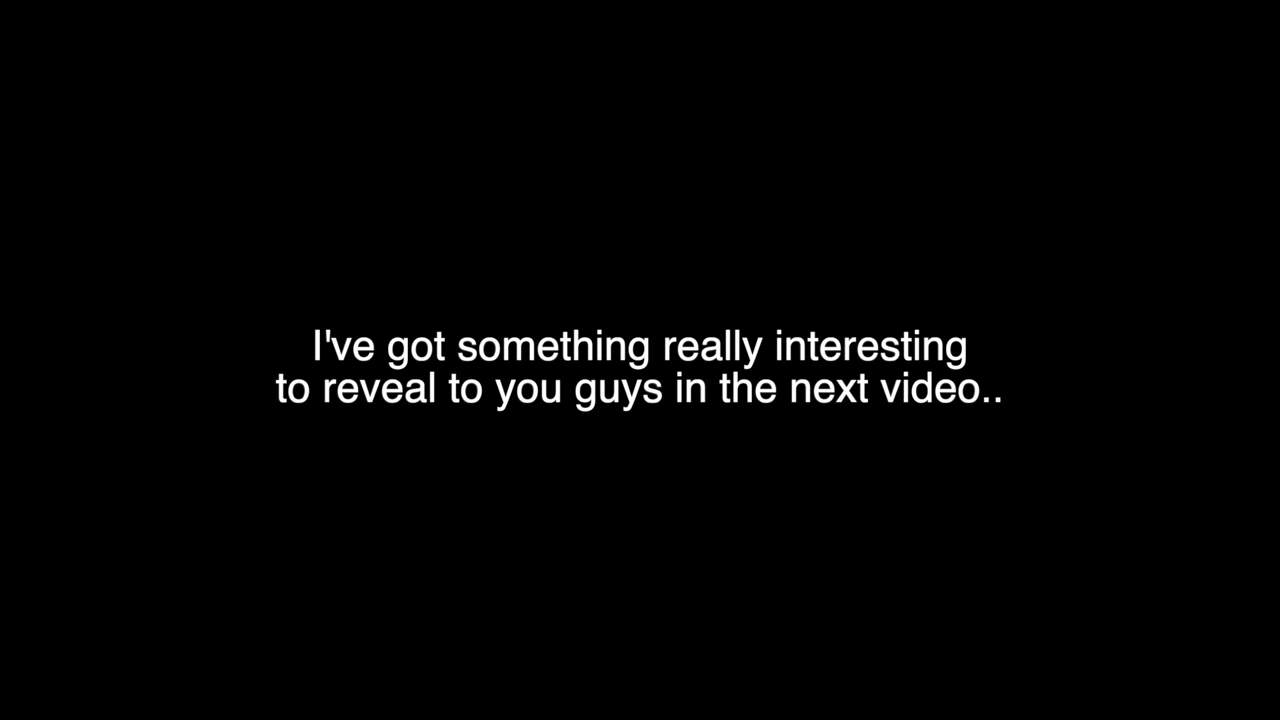 I've got something really interesting
to reveal to you guys in the next video..